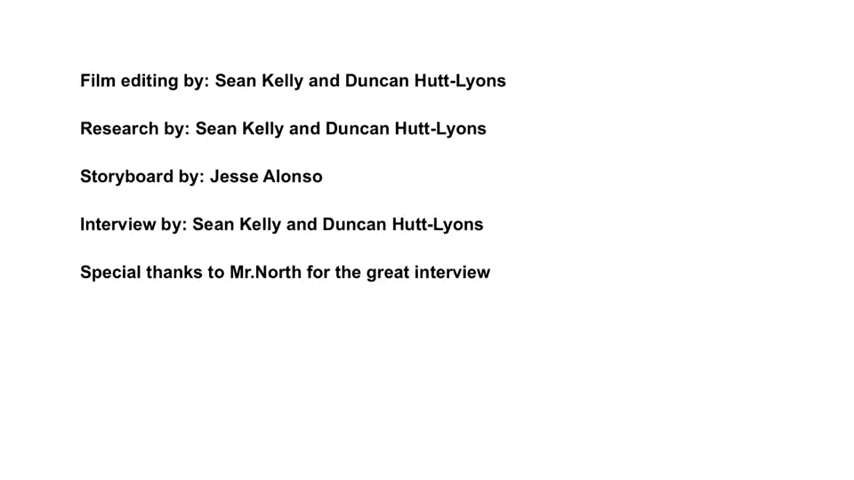 Film editing by: Sean Kelly and Duncan Hutt-Lyons
Research by: Sean Kelly and Duncan Hutt-Lyons
Storyboard by: Jesse Alonso
Interview by: Sean Kelly and Duncan Hutt-Lyons
Special thanks to Mr.North for the great interview